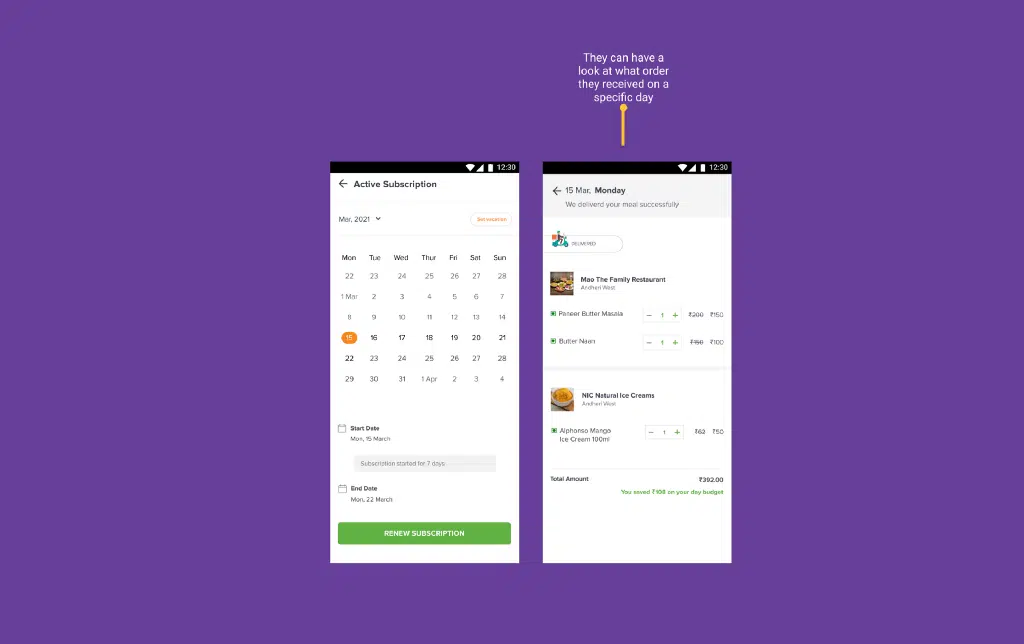 They can have a
look at what order
they received on a
specific day
12:30
Active Subscription
Mar, 2021
Set vacation
Mon Tue Wed Thur Fri Sat Sun
22 23 24 25 26 27 28
1 Mar 2 3 4 5 6 7
8 9 10 11 12 13 14
15 16 17 18 19 20 21
22 23 24 25 26 27 28
29 30 31 1 Apr 2 3 4
Start Date
Mon, 15 March
Subscription started for 7 days
End Date
Mon, 22 March
RENEW SUBSCRIPTION
12:30
15 Mar, Monday
We deliverd your meal successfully
DELIVERED
Mao The Family Restaurant
Andheri West
Paneer Butter Masala − 1 + ₹200 ₹150
Butter Naan − 1 + ₹150 ₹100
NIC Natural Ice Creams
Andheri West
Alphonso Mango − 1 + ₹62 ₹50
Ice Cream 100ml
Total Amount ₹392.00
You saved ₹108 on your day budget